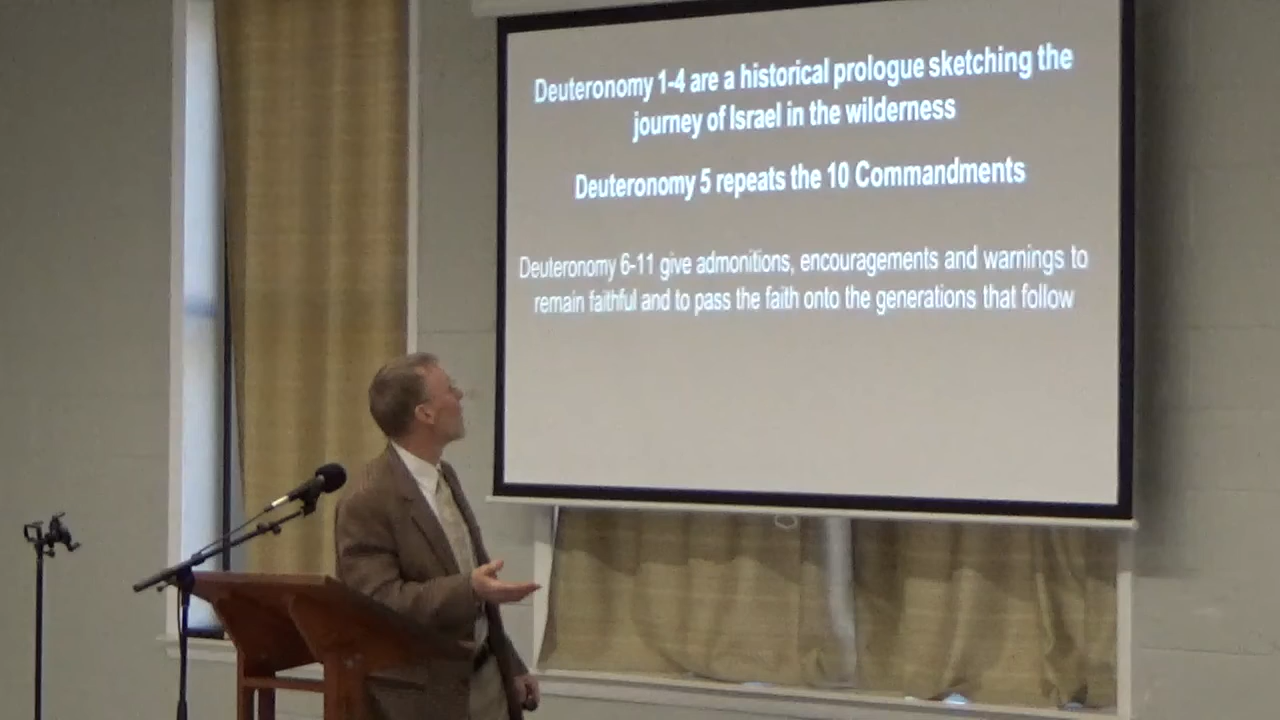 Deuteronomy 1-4 are a historical prologue sketching the
journey of Israel in the wilderness
Deuteronomy 5 repeats the 10 Commandments
Deuteronomy 6-11 give admonitions, encouragements and warnings to
remain faithful and to pass the faith onto the generations that follow